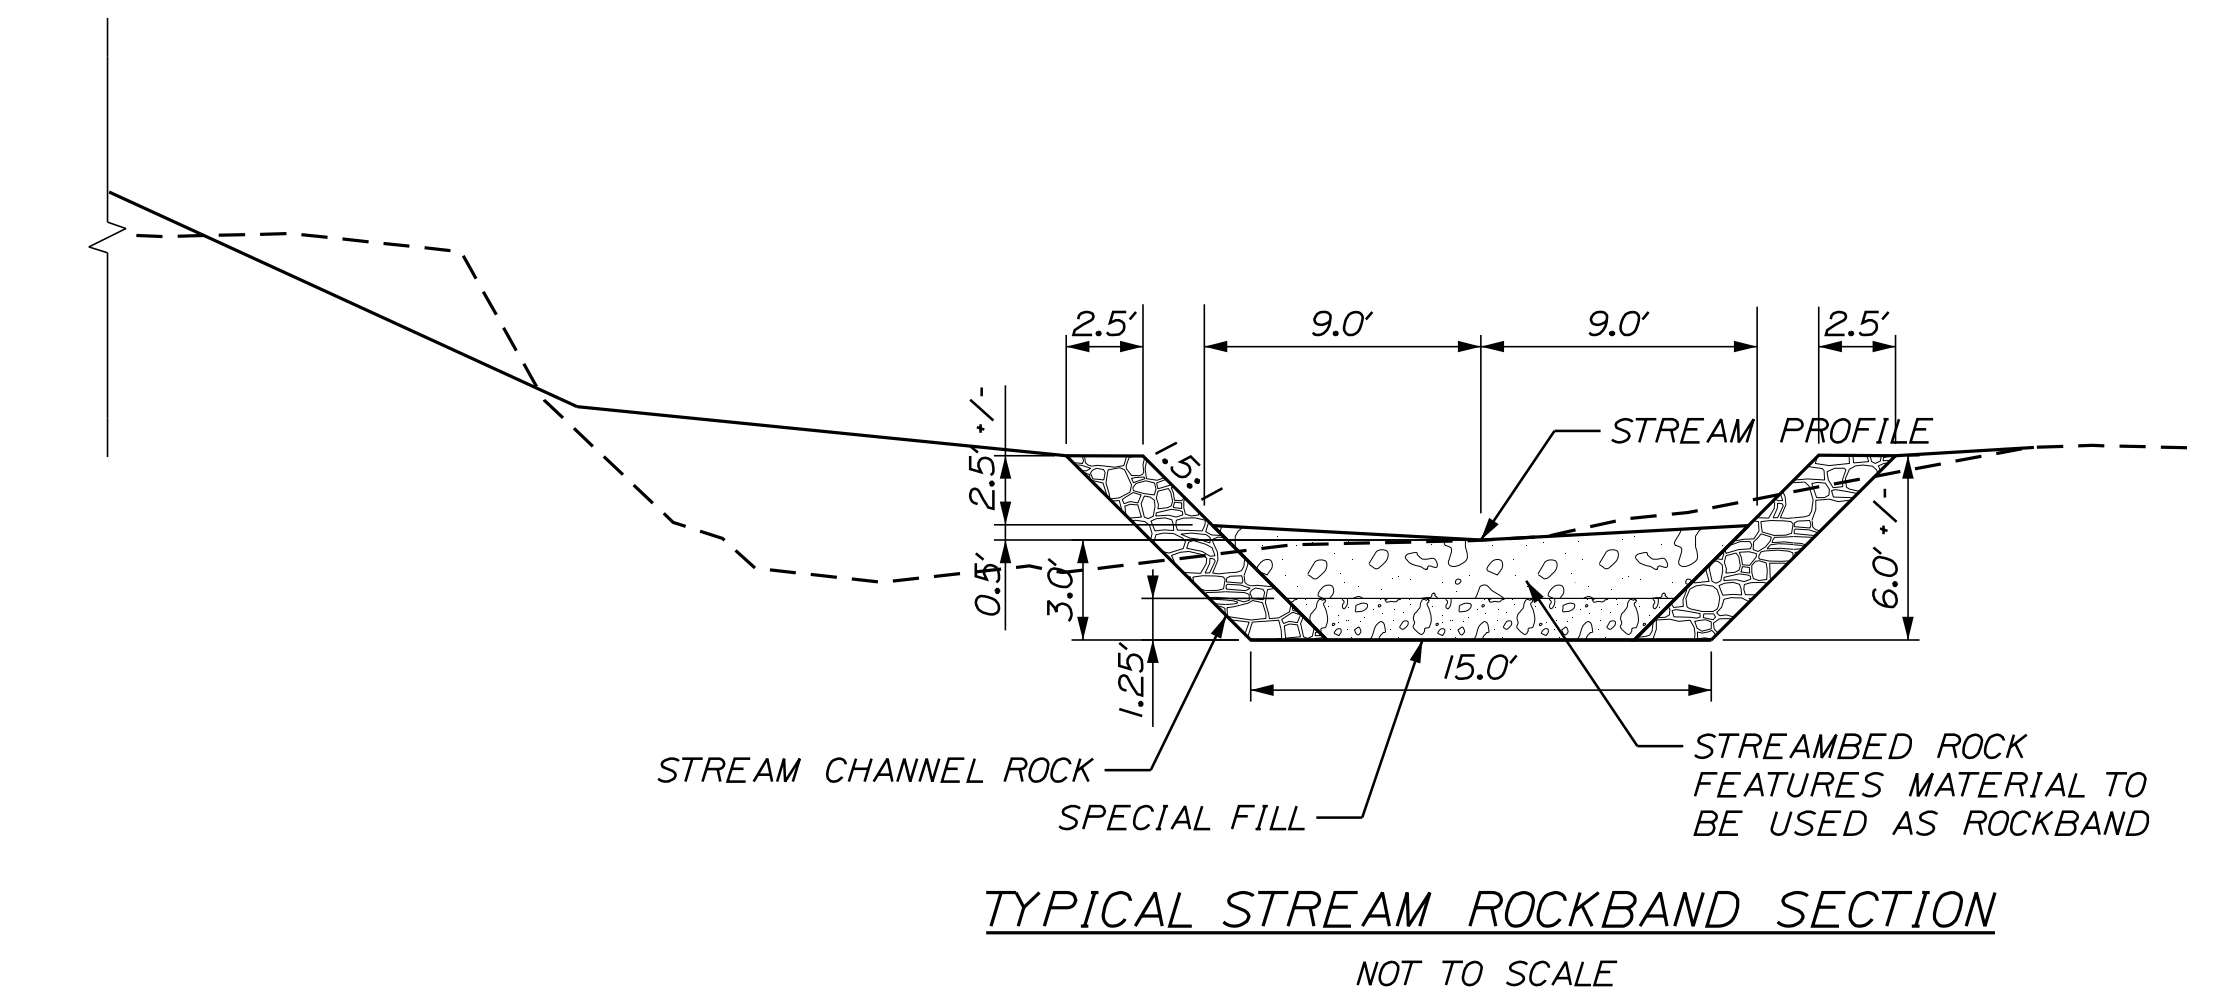 2.5'
9.0'
9.0'
2.5'
2.5' +/-
1.5:1
STREAM PROFILE
0.5'
3.0'
6.0' +/-
1.25'
15.0'
STREAM CHANNEL ROCK
SPECIAL FILL
STREAMBED ROCK
FEATURES MATERIAL TO
BE USED AS ROCKBAND
TYPICAL STREAM ROCKBAND SECTION
NOT TO SCALE